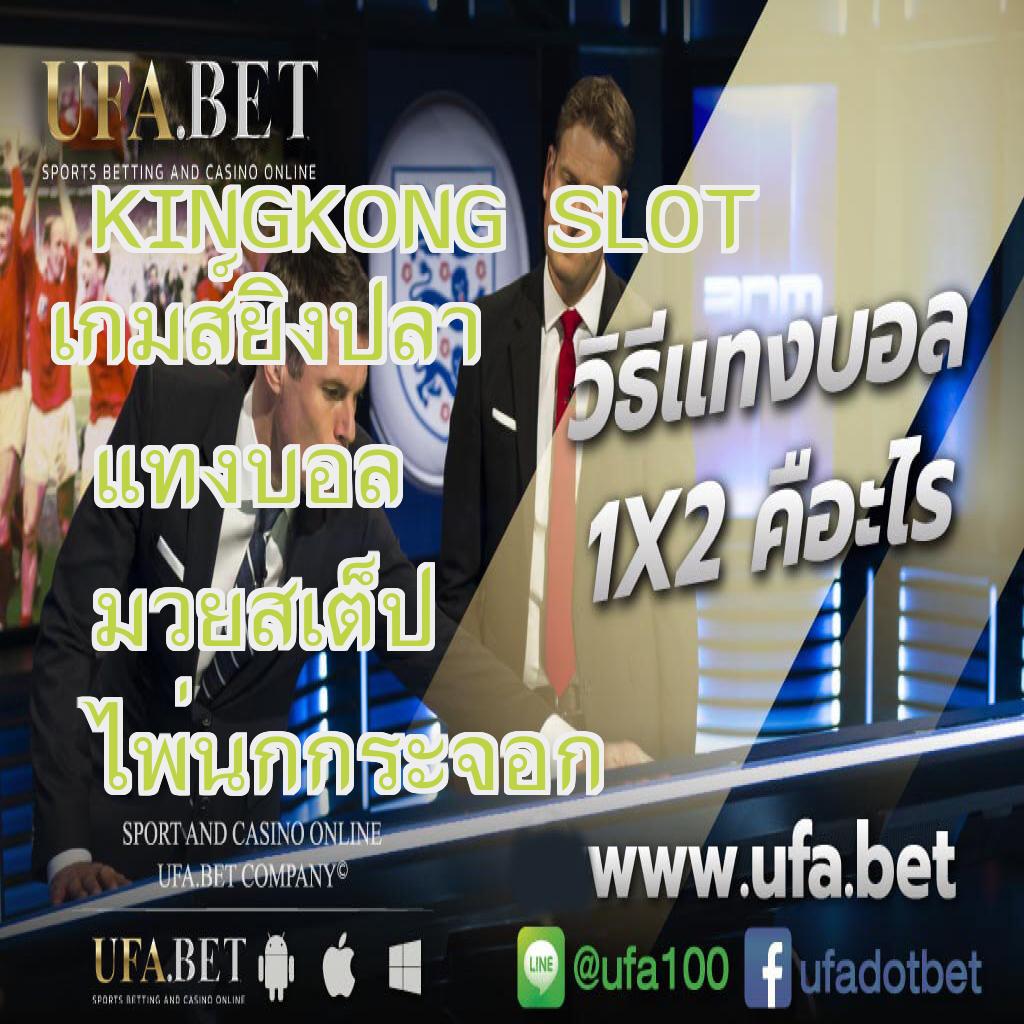 UFA.BET
SPORTS BETTING AND CASINO ONLINE
KINGKONG SLOT
เกมส์ยิงปลา
แทงบอล
มวยสเต็ป
ไพ่นกกระจอก
วิธีแทงบอล
1X2 คืออะไร
SPORT AND CASINO ONLINE
UFA.BET COMPANY©
www.ufa.bet
UFA.BET
SPORTS BETTING AND CASINO ONLINE
LINE
@ufa100
ufadotbet